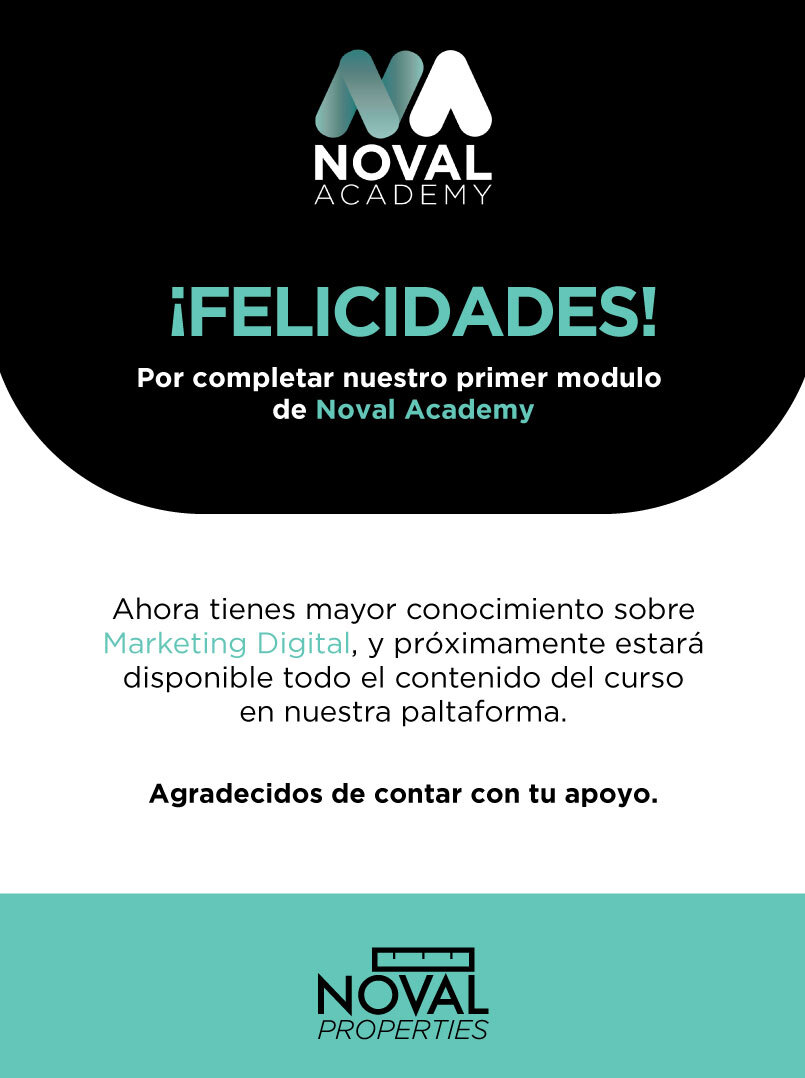 NOVAL
ACADEMY
¡FELICIDADES!
Por completar nuestro primer modulo
de Noval Academy
Ahora tienes mayor conocimiento sobre
Marketing Digital, y próximamente estará
disponible todo el contenido del curso
en nuestra paltaforma.
Agradecidos de contar con tu apoyo.
NOVAL
PROPERTIES